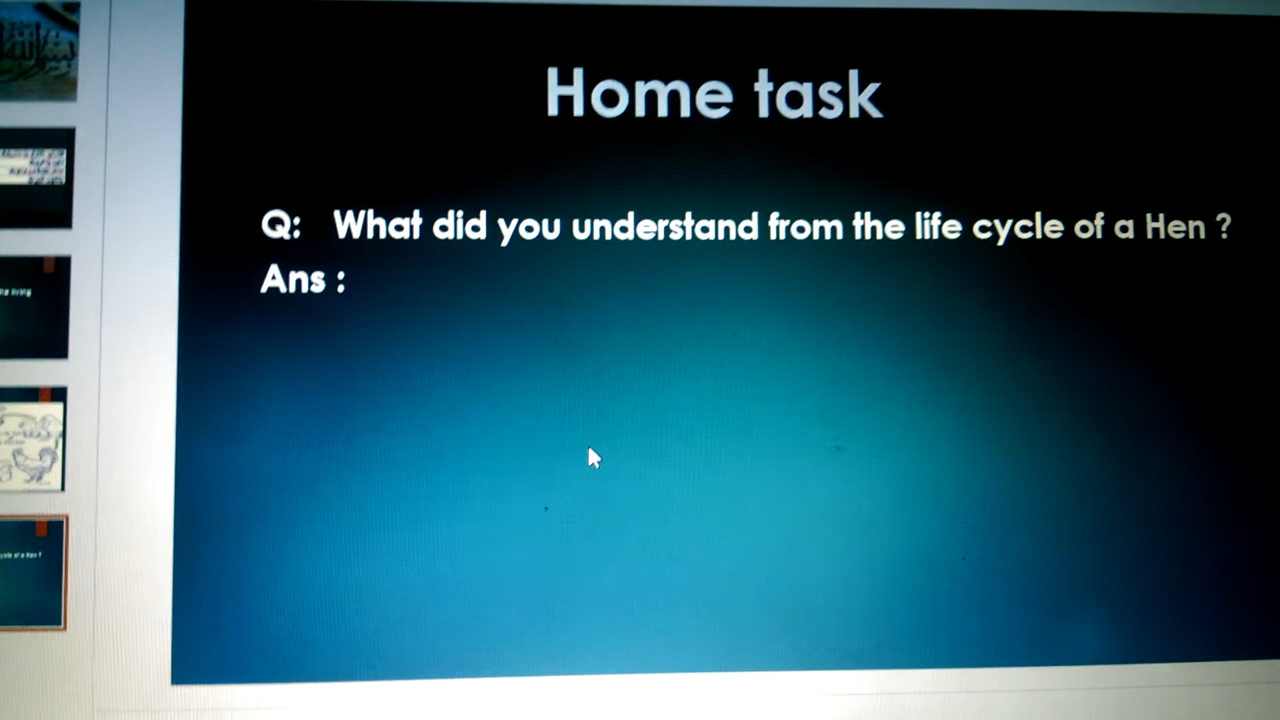 Home task
Q: What did you understand from the life cycle of a Hen ?
Ans :